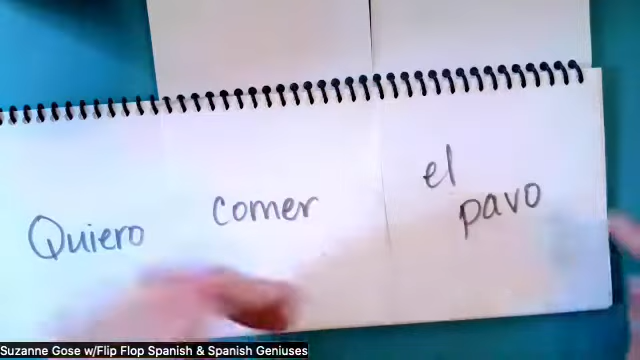 Quiero comer el pavo
Suzanne Gose w/Flip Flop Spanish & Spanish Geniuses